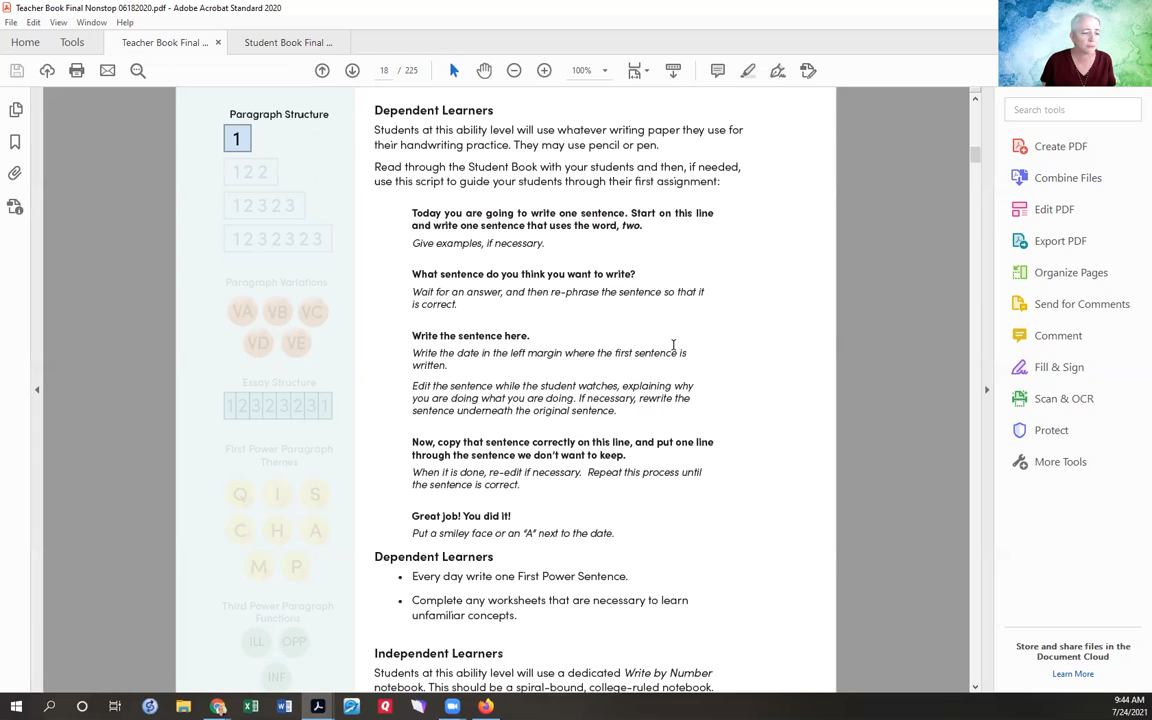 Teacher Book Final Nonstop 06182020.pdf - Adobe Acrobat Standard 2020
File Edit View Window Help
Home Tools Teacher Book Final ... × Student Book Final ...
18 / 225 100%
Search tools
Create PDF
Combine Files
Edit PDF
Export PDF
Organize Pages
Send for Comments
Comment
Fill & Sign
Scan & OCR
Protect
More Tools
Store and share files in the
Document Cloud
Learn More
Paragraph Structure
1
1 2 2
1 2 3 2 3
1 2 3 2 3 2 3
Paragraph Variations
VA VB VC
VD VE
Essay Structure
1 2 3 2 3 2 3 1
First Power Paragraph
Themes
Q I S
C H A
M P
Third Power Paragraph
Functions
ILL OPP
INF
Dependent Learners
Students at this ability level will use whatever writing paper they use for
their handwriting practice. They may use pencil or pen.
Read through the Student Book with your students and then, if needed,
use this script to guide your students through their first assignment:
Today you are going to write one sentence. Start on this line
and write one sentence that uses the word, two.
Give examples, if necessary.
What sentence do you think you want to write?
Wait for an answer, and then re-phrase the sentence so that it
is correct.
Write the sentence here.
Write the date in the left margin where the first sentence is
written.
Edit the sentence while the student watches, explaining why
you are doing what you are doing. If necessary, rewrite the
sentence underneath the original sentence.
Now, copy that sentence correctly on this line, and put one line
through the sentence we don't want to keep.
When it is done, re-edit if necessary. Repeat this process until
the sentence is correct.
Great job! You did it!
Put a smiley face or an "A" next to the date.
Dependent Learners
• Every day write one First Power Sentence.
• Complete any worksheets that are necessary to learn
unfamiliar concepts.
Independent Learners
Students at this ability level will use a dedicated Write by Number
notebook. This should be a spiral-bound, college-ruled notebook.
9:44 AM
7/24/2021